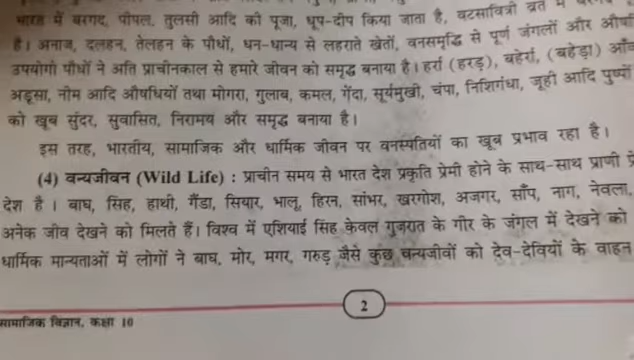 भारत में बरगद, पीपल, तुलसी आदि की पूजा, धूप-दीप किया जाता है, वटसावित्री व्रत में
है। अनाज, दलहन, तेलहन के पौधों, धन-धान्य से लहराते खेतों, वनसमृद्धि से पूर्ण जंगलों और
उपयोगी पौधों ने अति प्राचीनकाल से हमारे जीवन को समृद्ध बनाया है। हर्रा (हरड़), बहेर्रा, (बहेड़ा)
अडूसा, नीम आदि औषधियों तथा मोगरा, गुलाब, कमल, गेंदा, सूर्यमुखी, चंपा, निशिगंधा, जूही आदि पुष्पों
को खूब सुंदर, सुवासित, निरामय और समृद्ध बनाया है।
इस तरह, भारतीय, सामाजिक और धार्मिक जीवन पर वनस्पतियों का खूब प्रभाव रहा है।
(4) वन्यजीवन (Wild Life) : प्राचीन समय से भारत देश प्रकृति प्रेमी होने के साथ-साथ प्राणी
देश है । बाघ, सिंह, हाथी, गैंडा, सियार, भालू, हिरन, सांभर, खरगोश, अजगर, साँप, नाग, नेवला,
अनेक जीव देखने को मिलते हैं। विश्व में एशियाई सिंह केवल गुजरात के गीर के जंगल में देखने को
धार्मिक मान्यताओं में लोगों ने बाघ, मोर, मगर, गरुड़ जैसे कुछ वन्यजीवों को देव-देवियों के वाहन
2
सामाजिक विज्ञान, कक्षा 10